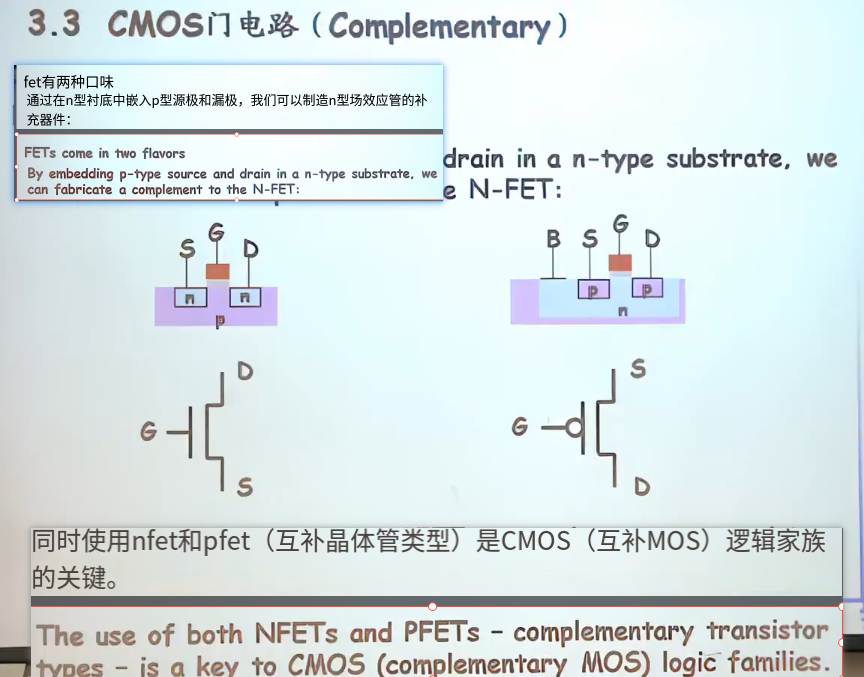 3.3 CMOS门电路（Complementary）
fet有两种口味
通过在n型衬底中嵌入p型源极和漏极，我们可以制造n型场效应管的补
充器件：
FETs come in two flavors
By embedding p-type source and drain in a n-type substrate, we
can fabricate a complement to the N-FET:
drain in a n-type substrate, we
e N-FET:
S G D
n n
p
B S G D
p p
n
D
G
S
S
G
D
同时使用nfet和pfet（互补晶体管类型）是CMOS（互补MOS）逻辑家族
的关键。
The use of both NFETs and PFETs – complementary transistor
types – is a key to CMOS (complementary MOS) logic families.